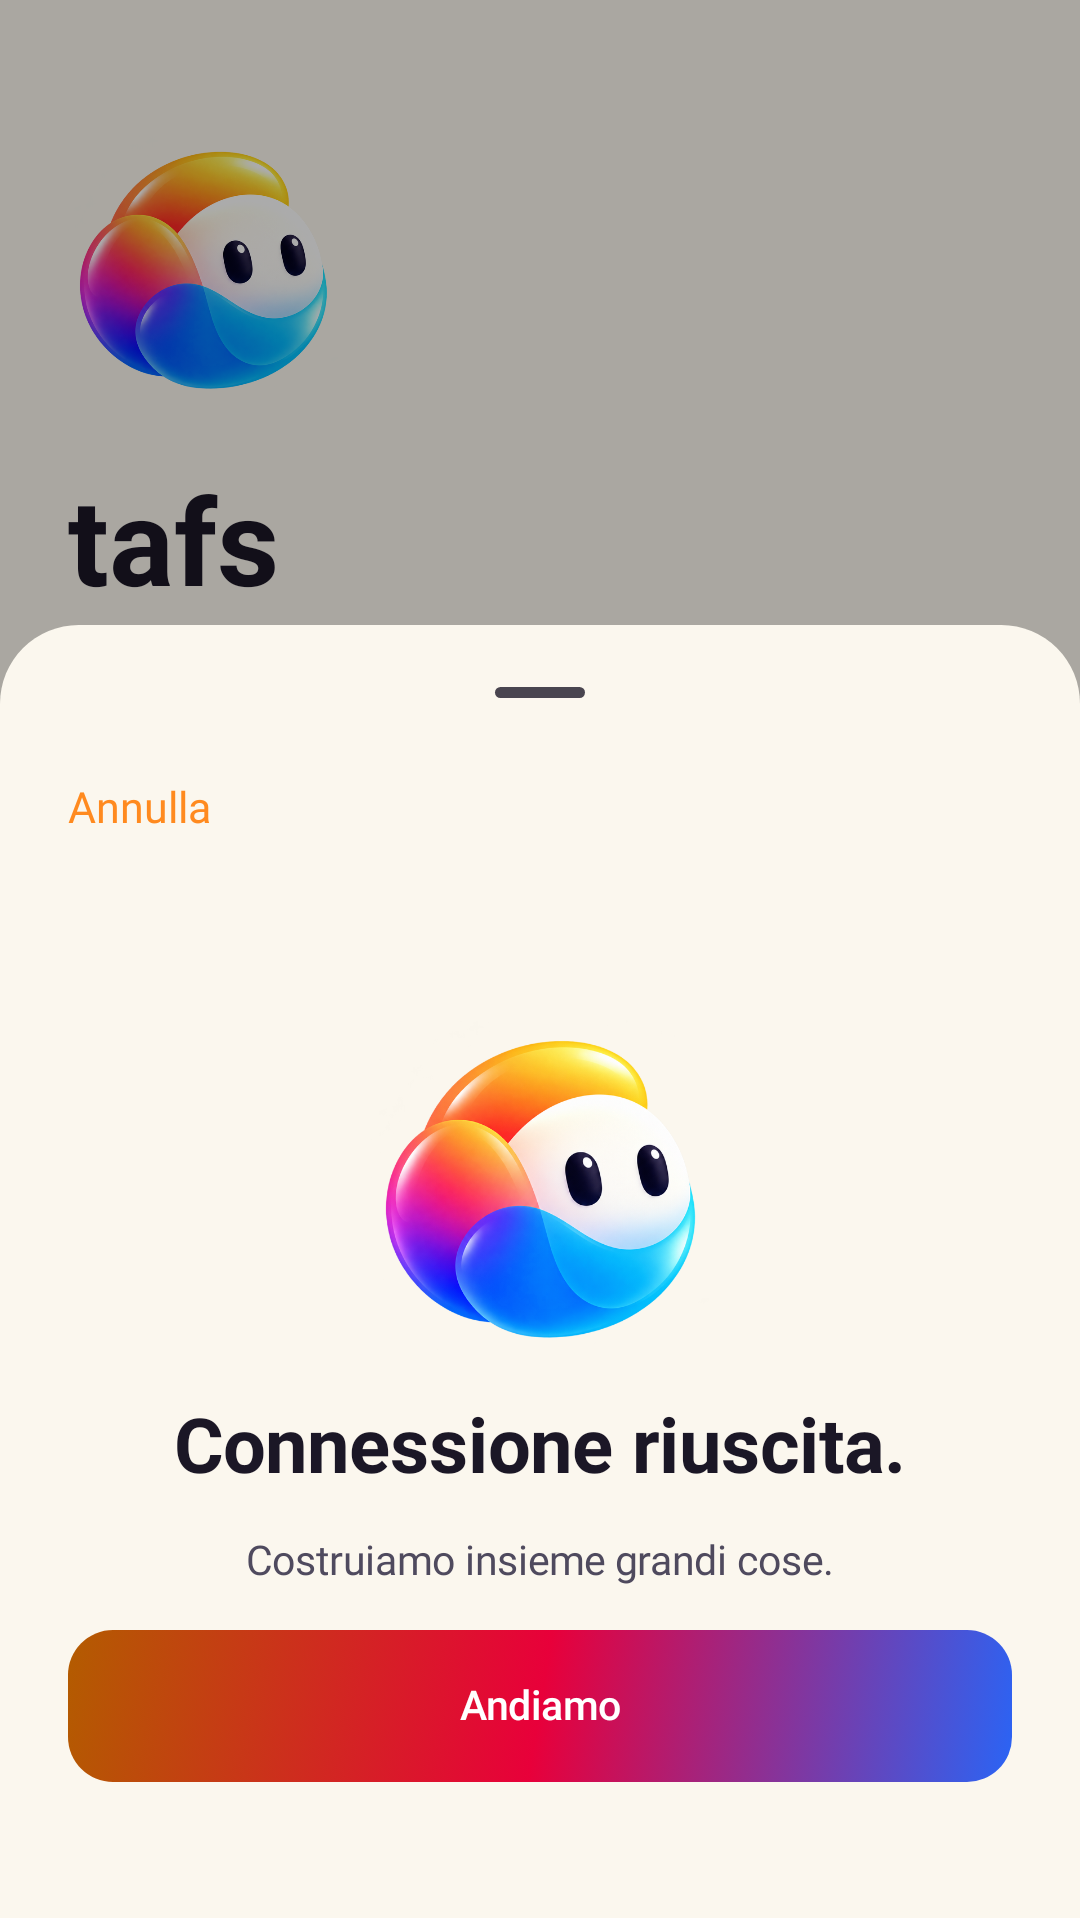 tafs
Annulla
Connessione riuscita.
Costruiamo insieme grandi cose.
Andiamo